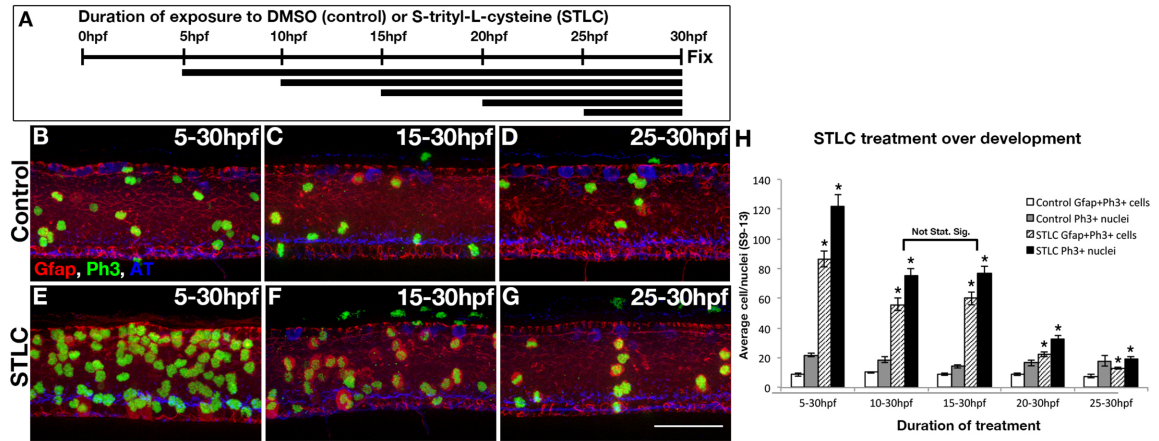 A
Duration of exposure to DMSO (control) or S-trityl-L-cysteine (STLC)
0hpf 5hpf 10hpf 15hpf 20hpf 25hpf 30hpf
Fix
B 5-30hpf
C 15-30hpf
D 25-30hpf
Control
Gfap, Ph3, AT
E 5-30hpf
F 15-30hpf
G 25-30hpf
STLC
H
STLC treatment over development
Average cell/nuclei (S9-13)
140
120
100
80
60
40
20
0
Control Gfap+Ph3+ cells
Control Ph3+ nuclei
STLC Gfap+Ph3+ cells
STLC Ph3+ nuclei
Not Stat. Sig.
* * * * * * * * * *
5-30hpf 10-30hpf 15-30hpf 20-30hpf 25-30hpf
Duration of treatment